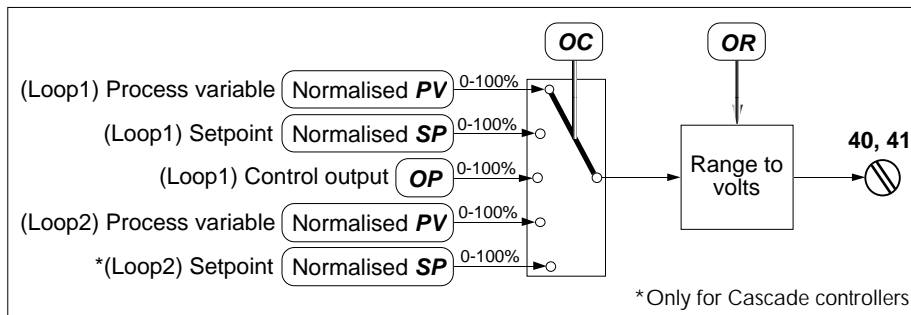 OC OR
(Loop1) Process variable Normalised PV 0-100%
(Loop1) Setpoint Normalised SP 0-100%
40, 41
(Loop1) Control output OP 0-100%
Range to
volts
(Loop2) Process variable Normalised PV 0-100%
*(Loop2) Setpoint Normalised SP 0-100%
*Only for Cascade controllers